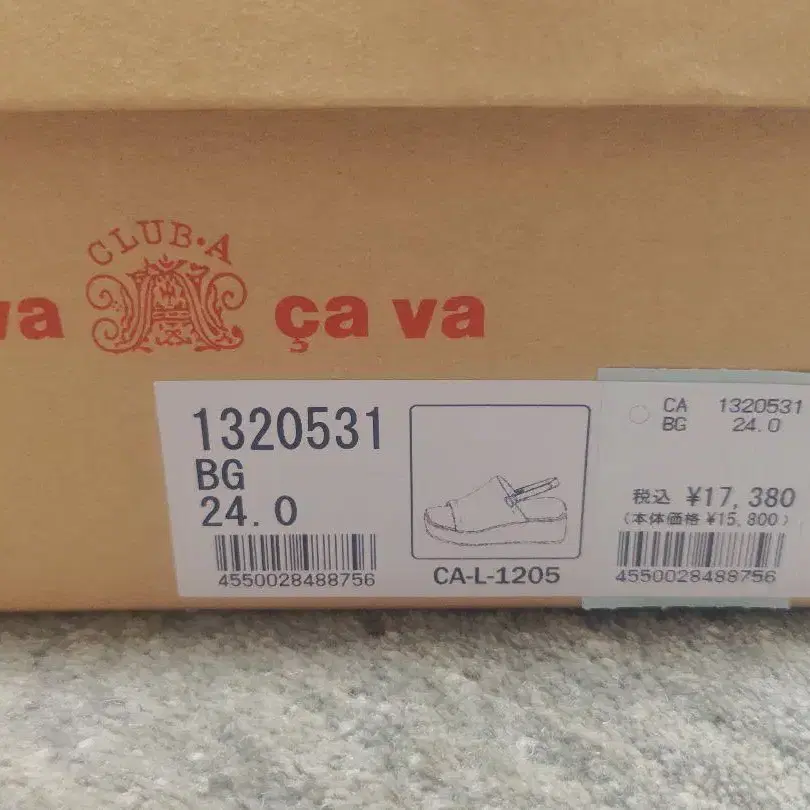 CLUB・A
va
ça va
1320531
BG
24.0
4550028488756
CA-L-1205
CA 1320531
BG 24.0
税込 ¥17,380
(本体価格 ¥15,800)
4550028488756